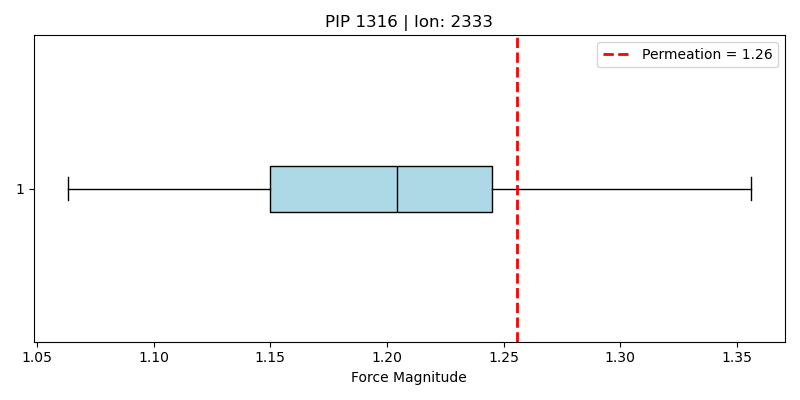 PIP 1316 | Ion: 2333
Permeation = 1.26
1
1.05 1.10 1.15 1.20 1.25 1.30 1.35
Force Magnitude